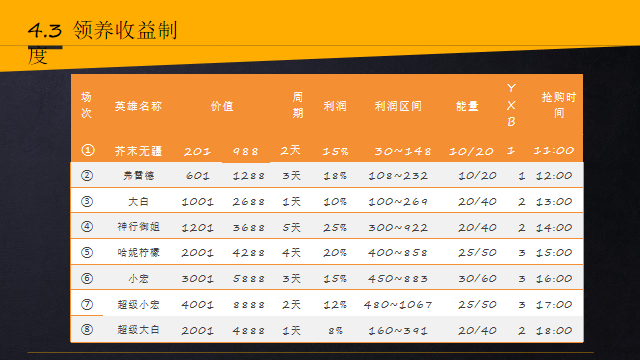 4.3 领养收益制
度
场次 英雄名称 价值 周期 利润 利润区间 能量 YXB 抢购时间
① 芥末无疆 201 988 2天 15% 30~148 10/20 1 11:00
② 弗雷德 601 1288 3天 18% 108~232 10/20 1 12:00
③ 大白 1001 2688 1天 10% 100~269 20/40 2 13:00
④ 神行御姐 1201 3688 5天 25% 300~922 20/40 2 14:00
⑤ 哈妮柠檬 2001 4288 4天 20% 400~858 25/50 3 15:00
⑥ 小宏 3001 5888 3天 15% 450~883 30/60 3 16:00
⑦ 超级小宏 4001 8888 2天 12% 480~1067 25/50 3 17:00
⑧ 超级大白 2001 4888 1天 8% 160~391 20/40 2 18:00